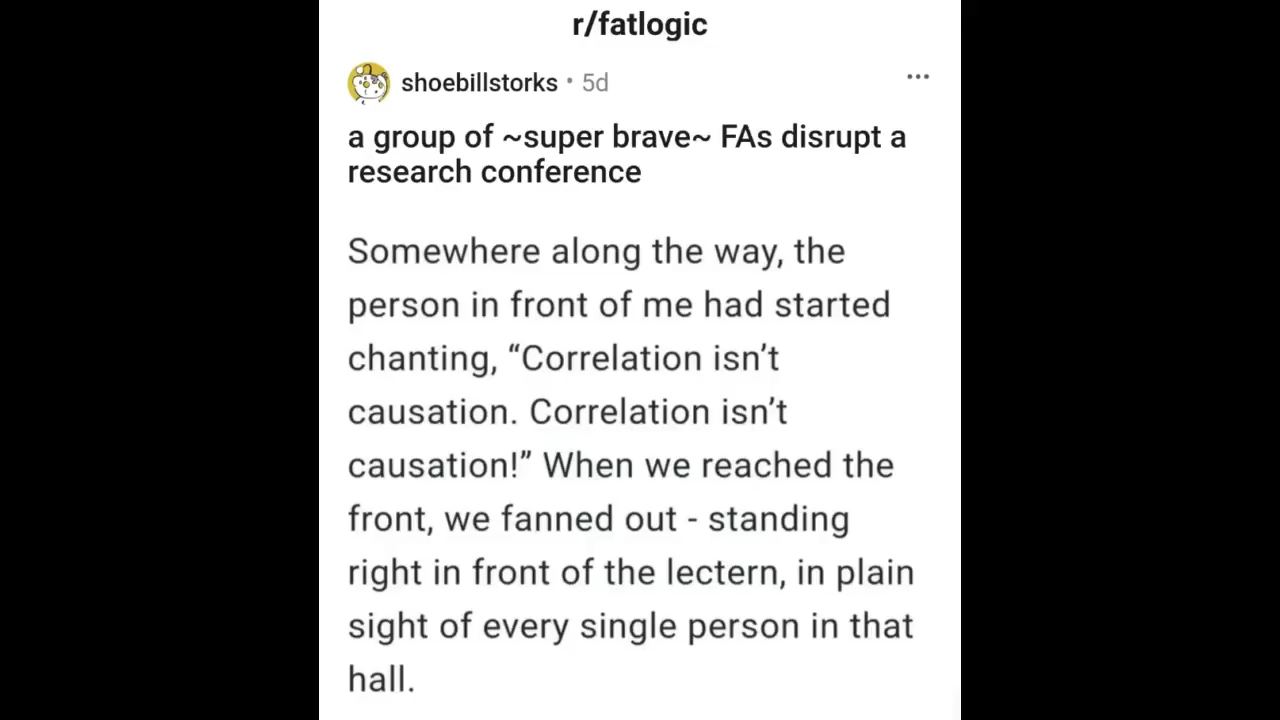 r/fatlogic
shoebillstorks • 5d
a group of ~super brave~ FAs disrupt a
research conference
Somewhere along the way, the
person in front of me had started
chanting, “Correlation isn’t
causation. Correlation isn’t
causation!” When we reached the
front, we fanned out - standing
right in front of the lectern, in plain
sight of every single person in that
hall.